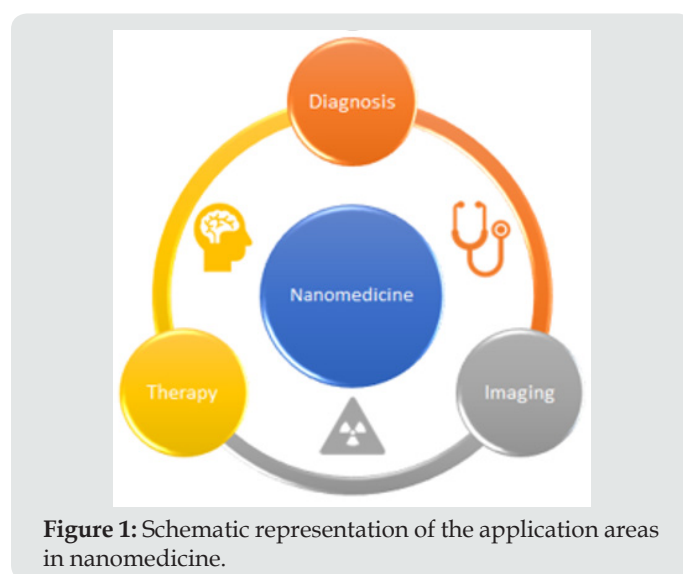 Diagnosis
Nanomedicine
Therapy
Imaging
Figure 1: Schematic representation of the application areas
in nanomedicine.